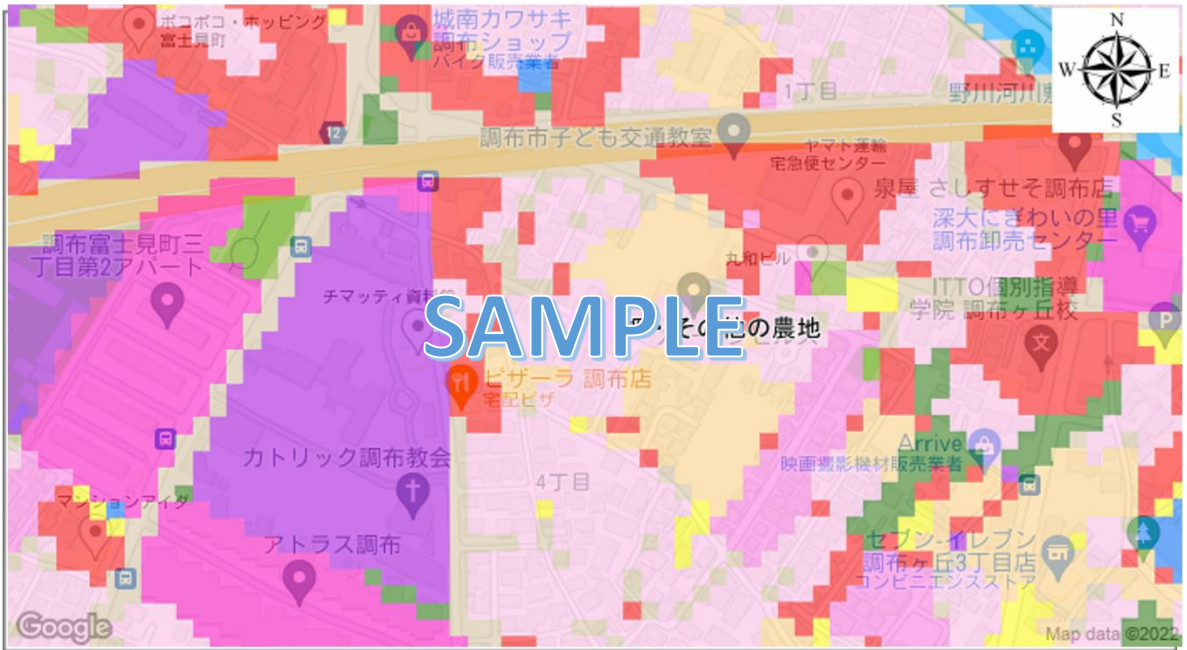 ポコポコ・ホッピング
富士見町
城南カワサキ
調布ショップ
バイク販売業者
N
W
E
S
1丁目
野川河川敷
12
調布市子ども交通教室
ヤマト運輸
宅急便センター
泉屋 さしすせそ調布店
深大にぎわいの里
調布卸売センター
調布富士見町三
丁目第2アパート
丸和ビル
チマッティ資料館
ITTO個別指導
学院 調布ヶ丘校
P
SAMPLE
その他の農地
文
ピザーラ 調布店
宅配ピザ
Arrive
映画撮影機材販売業者
カトリック調布教会
4丁目
マンションアイダ
アトラス調布
セブン-イレブン
調布ヶ丘3丁目店
コンビニエンスストア
Google
Map data ©2022